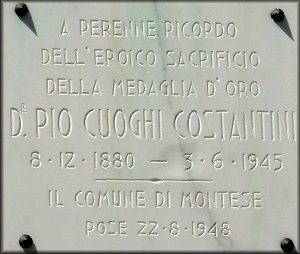 A PERENNE RICORDO
DELL'EROICO SACRIFICIO
DELLA MEDAGLIA D'ORO
DR. PIO CUOGHI COSTANTINI
8·12·1880 — 3·6·1945
IL COMUNE DI MONTESE
POSE 22·8·1948